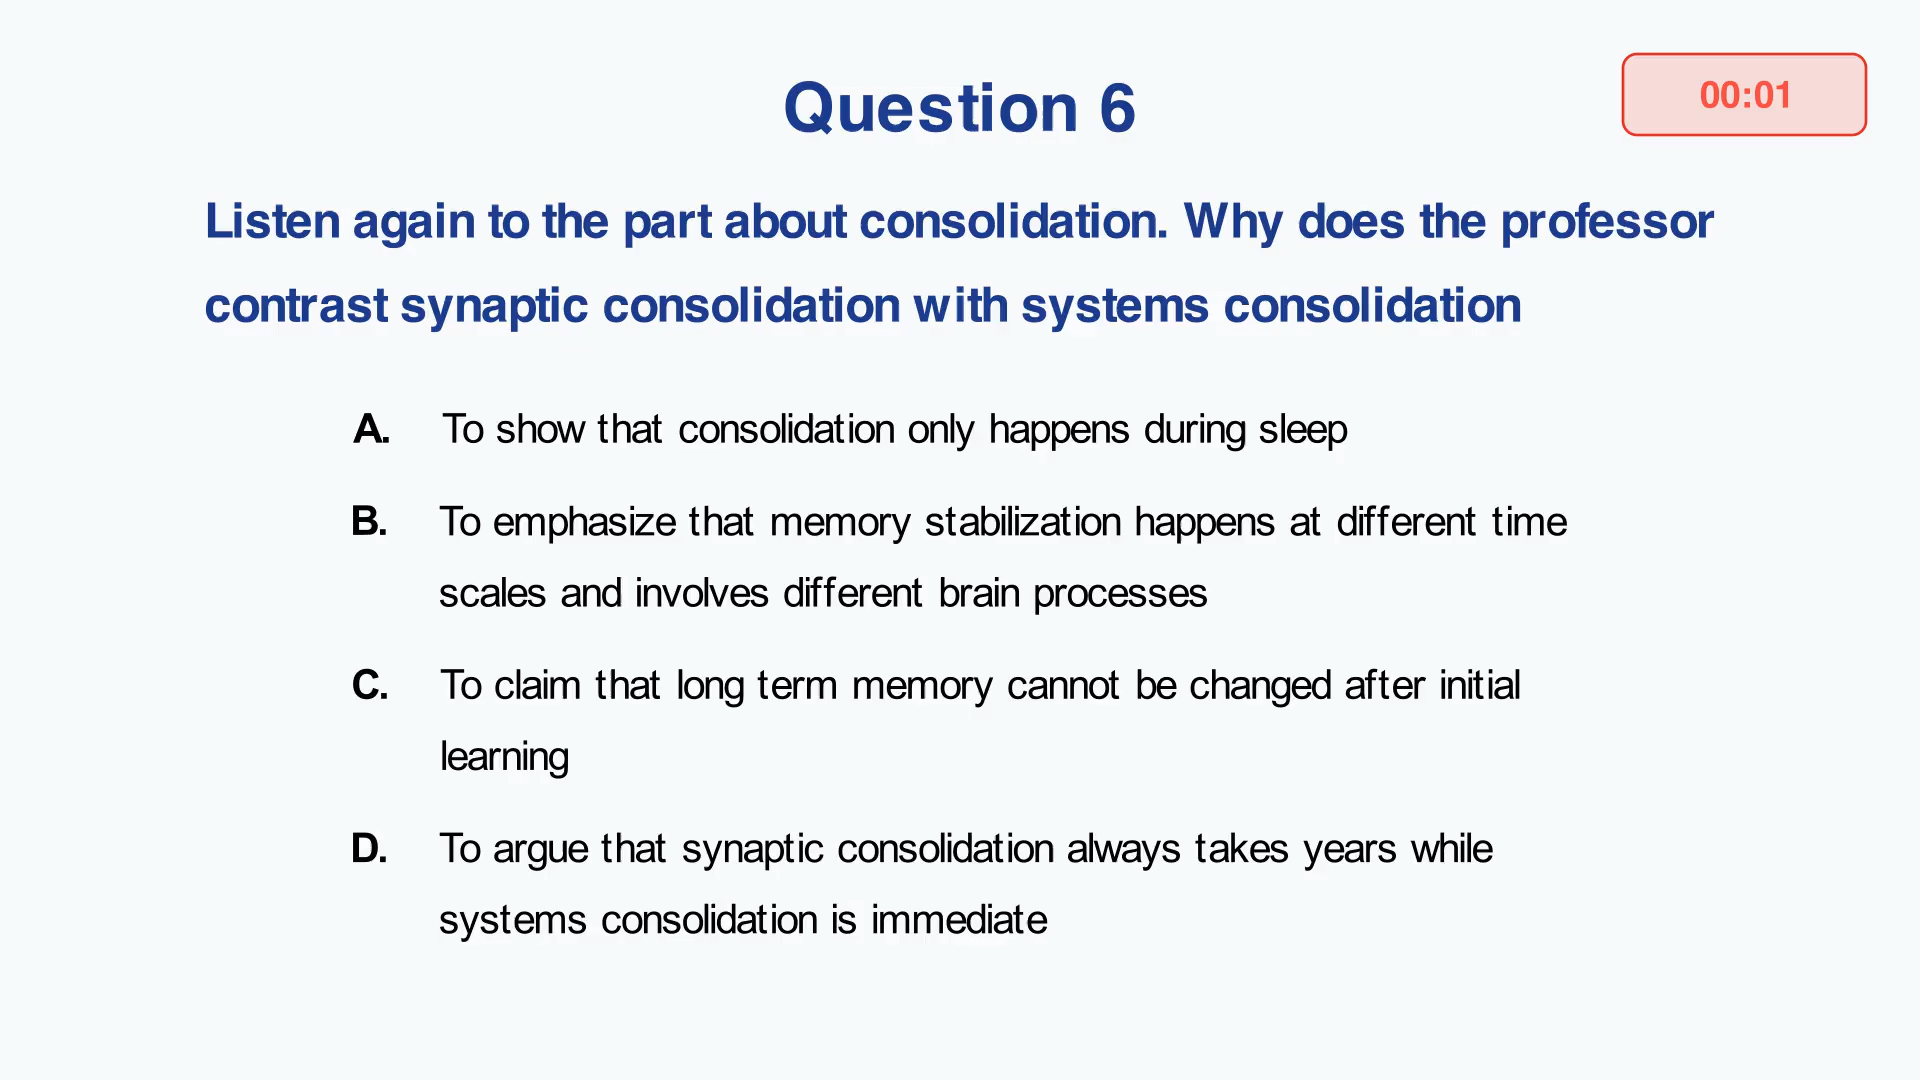 Question 6
00:01
Listen again to the part about consolidation. Why does the professor
contrast synaptic consolidation with systems consolidation
A. To show that consolidation only happens during sleep
B. To emphasize that memory stabilization happens at different time
scales and involves different brain processes
C. To claim that long term memory cannot be changed after initial
learning
D. To argue that synaptic consolidation always takes years while
systems consolidation is immediate